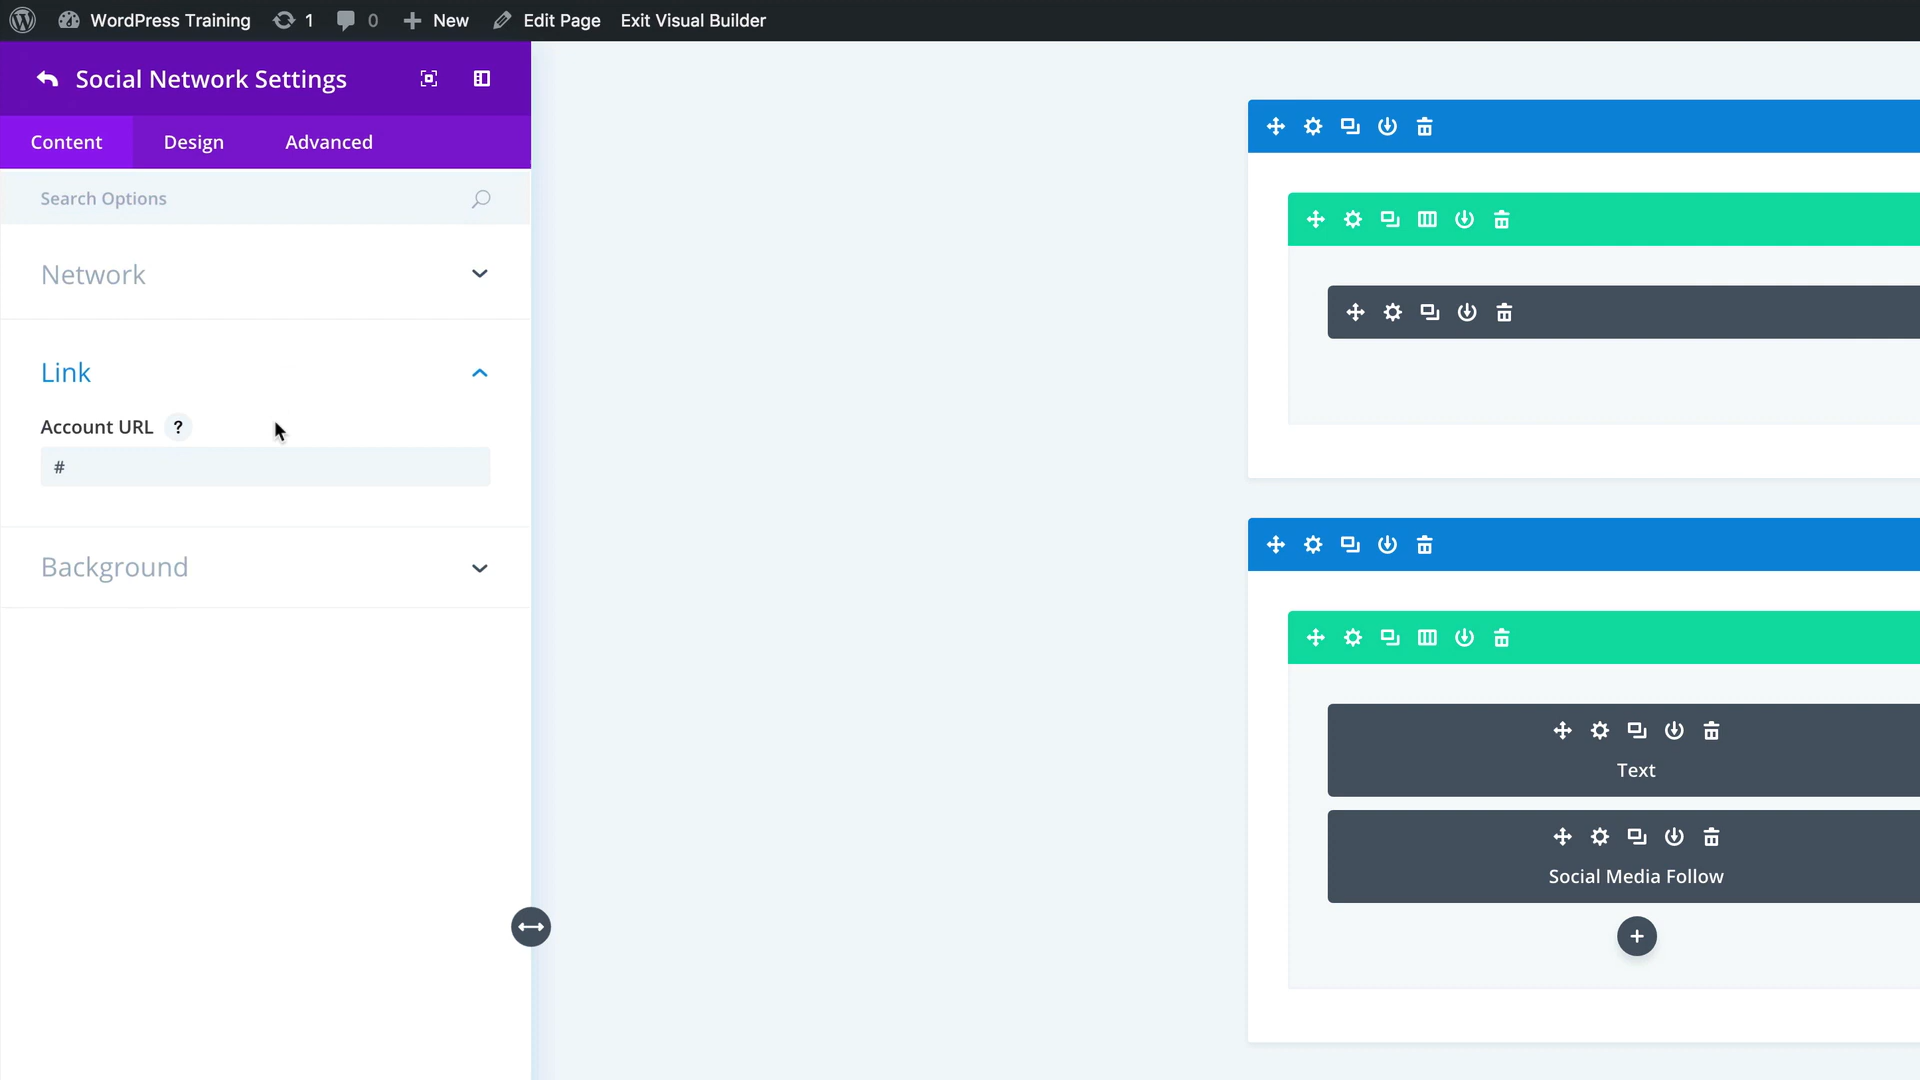 WordPress Training 1 0 New Edit Page Exit Visual Builder
Social Network Settings
Content Design Advanced
Search Options
Network
Link
Account URL ?
#
Background
Text
Social Media Follow